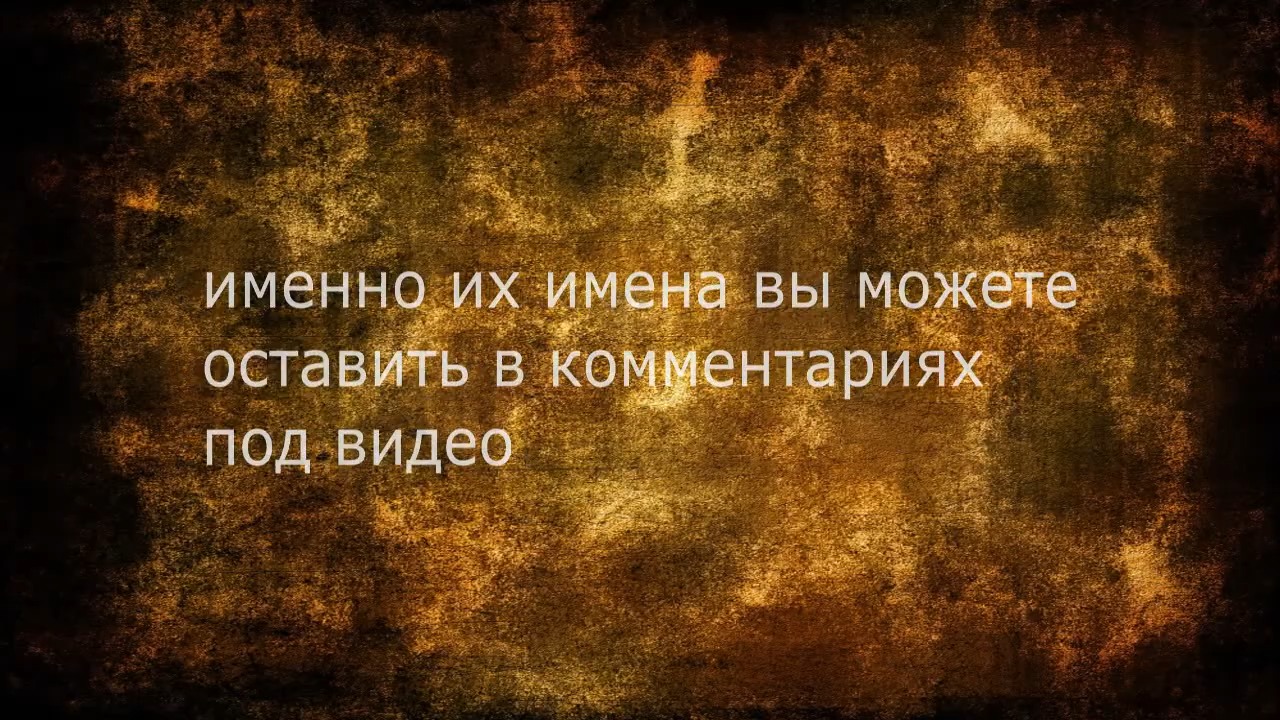 именно их имена вы можете
оставить в комментариях
под видео